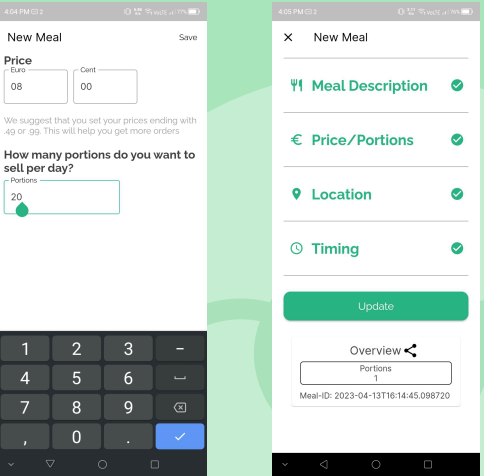 4:04 PM 2
VoLTE 77%
New Meal
Save
Price
Euro
Cent
08
00
We suggest that you set your prices ending with
.49 or .99. This will help you get more orders
How many portions do you want to
sell per day?
Portions
20
1 2 3 –
4 5 6
7 8 9
, 0 .
4:05 PM 2
VoLTE 76%
New Meal
Meal Description
Price/Portions
Location
Timing
Update
Overview
Portions
1
Meal-ID: 2023-04-13T16:14:45.098720